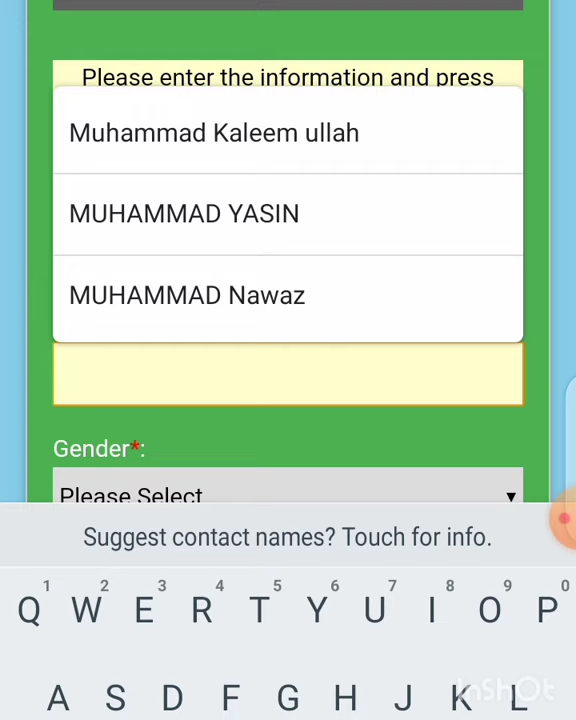 Please enter the information and press
Muhammad Kaleem ullah
MUHAMMAD YASIN
MUHAMMAD Nawaz
Gender*:
Please Select ▼
Suggest contact names? Touch for info.
1 2 3 4 5 6 7 8 9 0
Q W E R T Y U I O P
A S D F G H J K L
InShOt